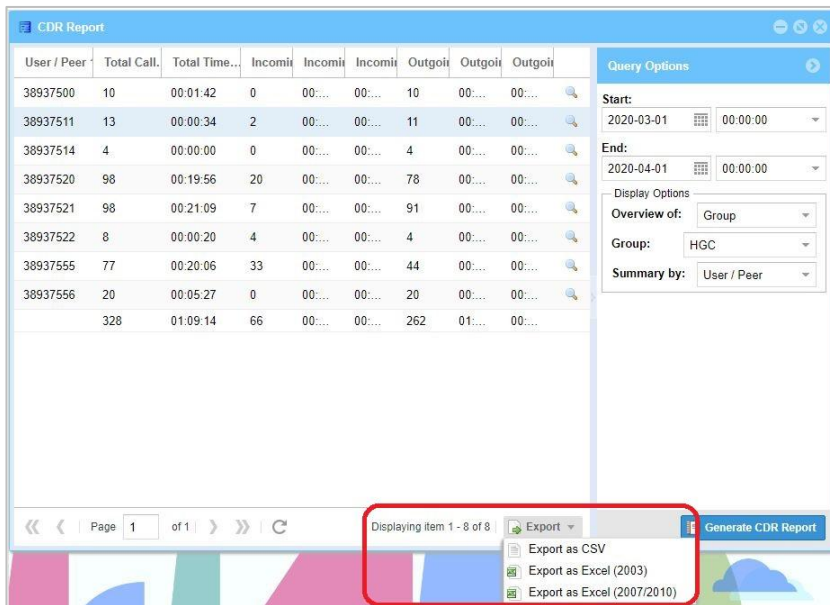 CDR Report
User / Peer Total Call. Total Time... Incomin Incomin Incomin Outgoin Outgoin Outgoin
38937500 10 00:01:42 0 00:... 00:... 10 00:... 00:...
38937511 13 00:00:34 2 00:... 00:... 11 00:... 00:...
38937514 4 00:00:00 0 00:... 00:... 4 00:... 00:...
38937520 98 00:19:56 20 00:... 00:... 78 00:... 00:...
38937521 98 00:21:09 7 00:... 00:... 91 00:... 00:...
38937522 8 00:00:20 4 00:... 00:... 4 00:... 00:...
38937555 77 00:20:06 33 00:... 00:... 44 00:... 00:...
38937556 20 00:05:27 0 00:... 00:... 20 00:... 00:...
328 01:09:14 66 00:... 00:... 262 01:... 00:...
Page 1 of 1 Displaying item 1 - 8 of 8 Export
Export as CSV
Export as Excel (2003)
Export as Excel (2007/2010)
Query Options
Start:
2020-03-01 00:00:00
End:
2020-04-01 00:00:00
Display Options
Overview of: Group
Group: HGC
Summary by: User / Peer
Generate CDR Report